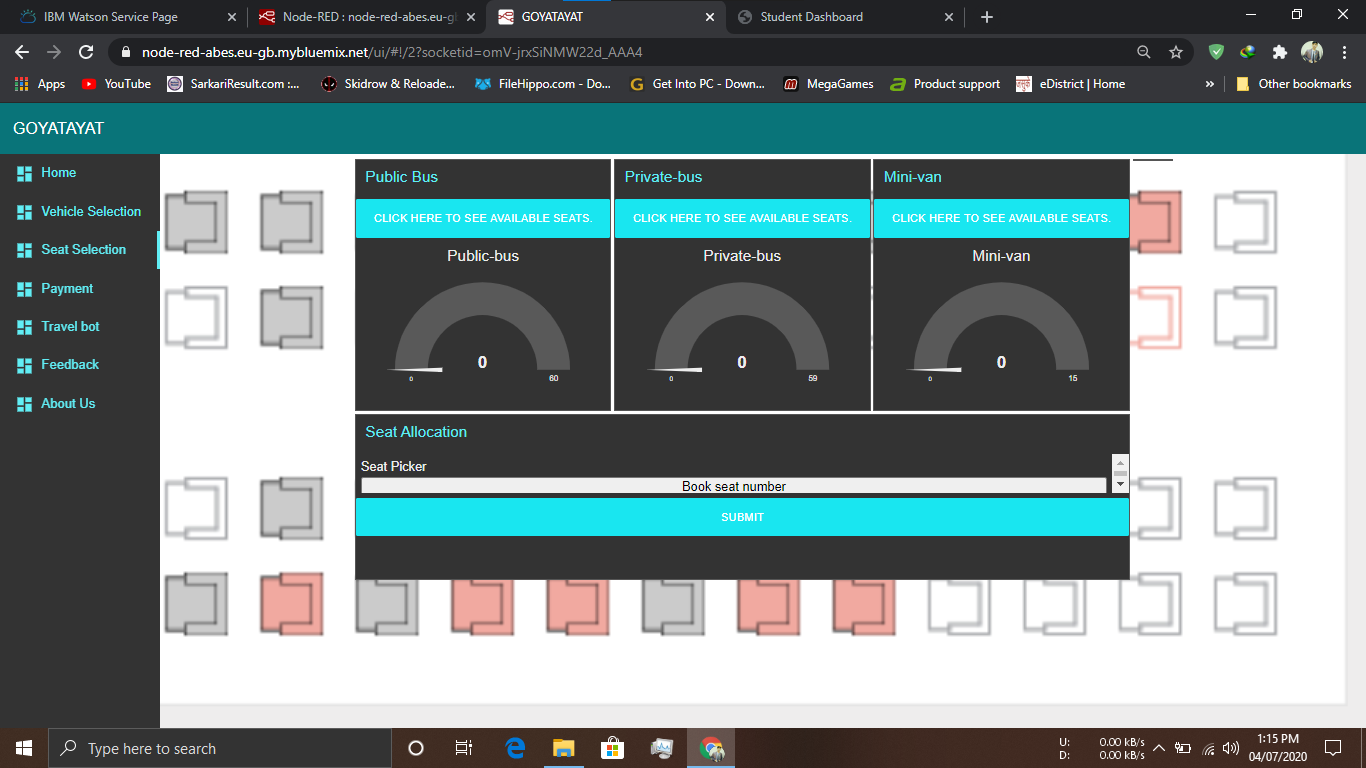 IBM Watson Service Page
Node-RED : node-red-abes.eu-gb
GOYATAYAT
Student Dashboard
node-red-abes.eu-gb.mybluemix.net/ui/#!/2?socketid=omV-jrxSiNMW22d_AAA4
Apps
YouTube
SarkariResult.com :...
Skidrow & Reloade...
FileHippo.com - Do...
Get Into PC - Down...
MegaGames
Product support
eDistrict | Home
»
Other bookmarks
GOYATAYAT
Home
Vehicle Selection
Seat Selection
Payment
Travel bot
Feedback
About Us
Public Bus
CLICK HERE TO SEE AVAILABLE SEATS.
Public-bus
0
0
60
Private-bus
CLICK HERE TO SEE AVAILABLE SEATS.
Private-bus
0
0
59
Mini-van
CLICK HERE TO SEE AVAILABLE SEATS.
Mini-van
0
0
15
Seat Allocation
Seat Picker
Book seat number
SUBMIT
Type here to search
U: 0.00 kB/s
D: 0.00 kB/s
1:15 PM
04/07/2020